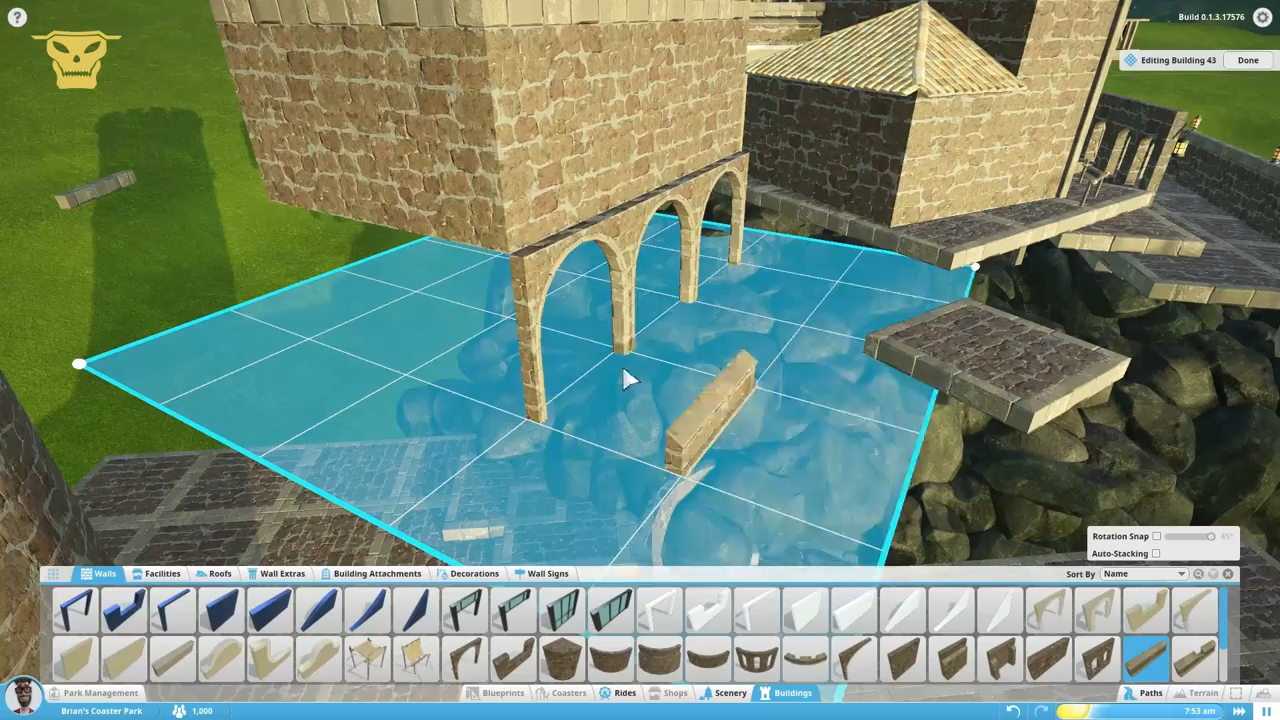 ?
Build 0.1.3.17576
Editing Building 43
Done
Rotation Snap
45°
Auto-Stacking
Walls
Facilities
Roofs
Wall Extras
Building Attachments
Decorations
Wall Signs
Sort By
Name
Park Management
Blueprints
Coasters
Rides
Shops
Scenery
Buildings
Paths
Terrain
Brian's Coaster Park
1,000
7:53 am